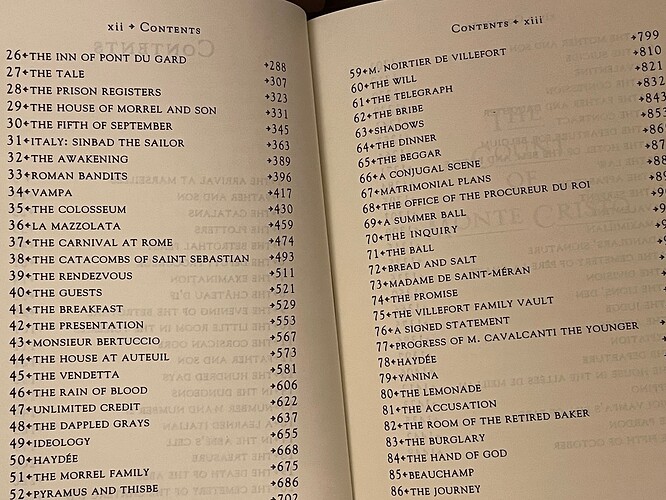 xii ✦ Contents
26✦THE INN OF PONT DU GARD ✦288
27✦THE TALE ✦307
28✦THE PRISON REGISTERS ✦323
29✦THE HOUSE OF MORREL AND SON ✦331
30✦THE FIFTH OF SEPTEMBER ✦345
31✦ITALY: SINBAD THE SAILOR ✦363
32✦THE AWAKENING ✦389
33✦ROMAN BANDITS ✦396
34✦VAMPA ✦417
35✦THE COLOSSEUM ✦430
36✦LA MAZZOLATA ✦459
37✦THE CARNIVAL AT ROME ✦474
38✦THE CATACOMBS OF SAINT SEBASTIAN ✦493
39✦THE RENDEZVOUS ✦511
40✦THE GUESTS ✦521
41✦THE BREAKFAST ✦529
42✦THE PRESENTATION ✦553
43✦MONSIEUR BERTUCCIO ✦567
44✦THE HOUSE AT AUTEUIL ✦573
45✦THE VENDETTA ✦581
46✦THE RAIN OF BLOOD ✦606
47✦UNLIMITED CREDIT ✦622
48✦THE DAPPLED GRAYS ✦637
49✦IDEOLOGY ✦655
50✦HAYDÉE ✦668
51✦THE MORREL FAMILY ✦675
52✦PYRAMUS AND THISBE ✦686
✦702
Contents ✦ xiii
59✦M. NOIRTIER DE VILLEFORT ✦799
60✦THE WILL ✦810
61✦THE TELEGRAPH ✦821
62✦THE BRIBE ✦832
63✦SHADOWS ✦843
64✦THE DINNER ✦853
65✦THE BEGGAR
66✦A CONJUGAL SCENE
67✦MATRIMONIAL PLANS
68✦THE OFFICE OF THE PROCUREUR DU ROI
69✦A SUMMER BALL
70✦THE INQUIRY
71✦THE BALL
72✦BREAD AND SALT
73✦MADAME DE SAINT-MÉRAN
74✦THE PROMISE
75✦THE VILLEFORT FAMILY VAULT
76✦A SIGNED STATEMENT
77✦PROGRESS OF M. CAVALCANTI THE YOUNGER
78✦HAYDÉE
79✦YANINA
80✦THE LEMONADE
81✦THE ACCUSATION
82✦THE ROOM OF THE RETIRED BAKER
83✦THE BURGLARY
84✦THE HAND OF GOD
85✦BEAUCHAMP
86✦THE JOURNEY